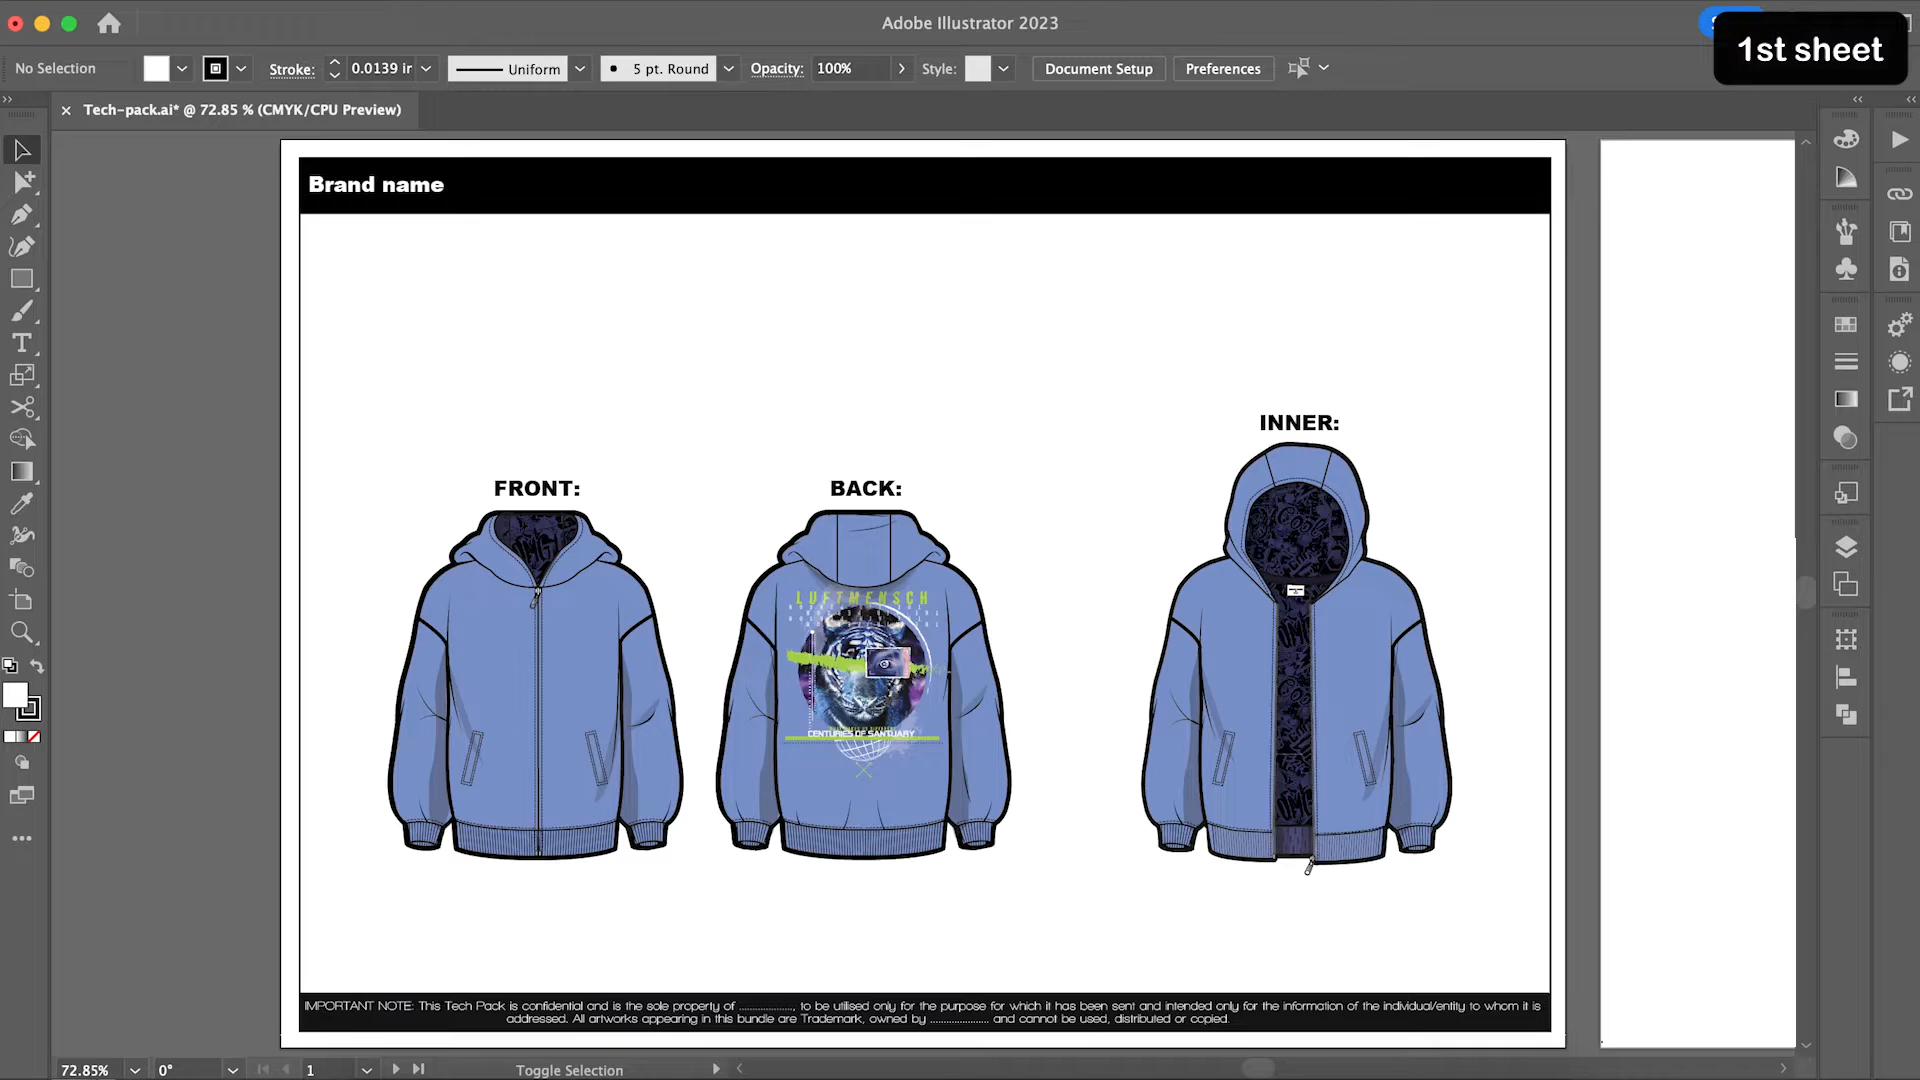 Adobe Illustrator 2023
1st sheet
No Selection
Stroke:
0.0139 ir
Uniform
5 pt. Round
Opacity:
100%
Style:
Document Setup
Preferences
Tech-pack.ai* @ 72.85 % (CMYK/CPU Preview)
Brand name
INNER:
FRONT:
BACK:
LUFTMENSCH
CENTURIES OF SANTUARY
IMPORTANT NOTE: This Tech Pack is confidential and is the sole property of ...................., to be utilised only for the purpose for which it has been sent and intended only for the information of the individual/entity to whom it is
addressed. All artworks appearing in this bundle are Trademark, owned by ..................... and cannot be used, distributed or copied.
72.85%
0°
1
Toggle Selection